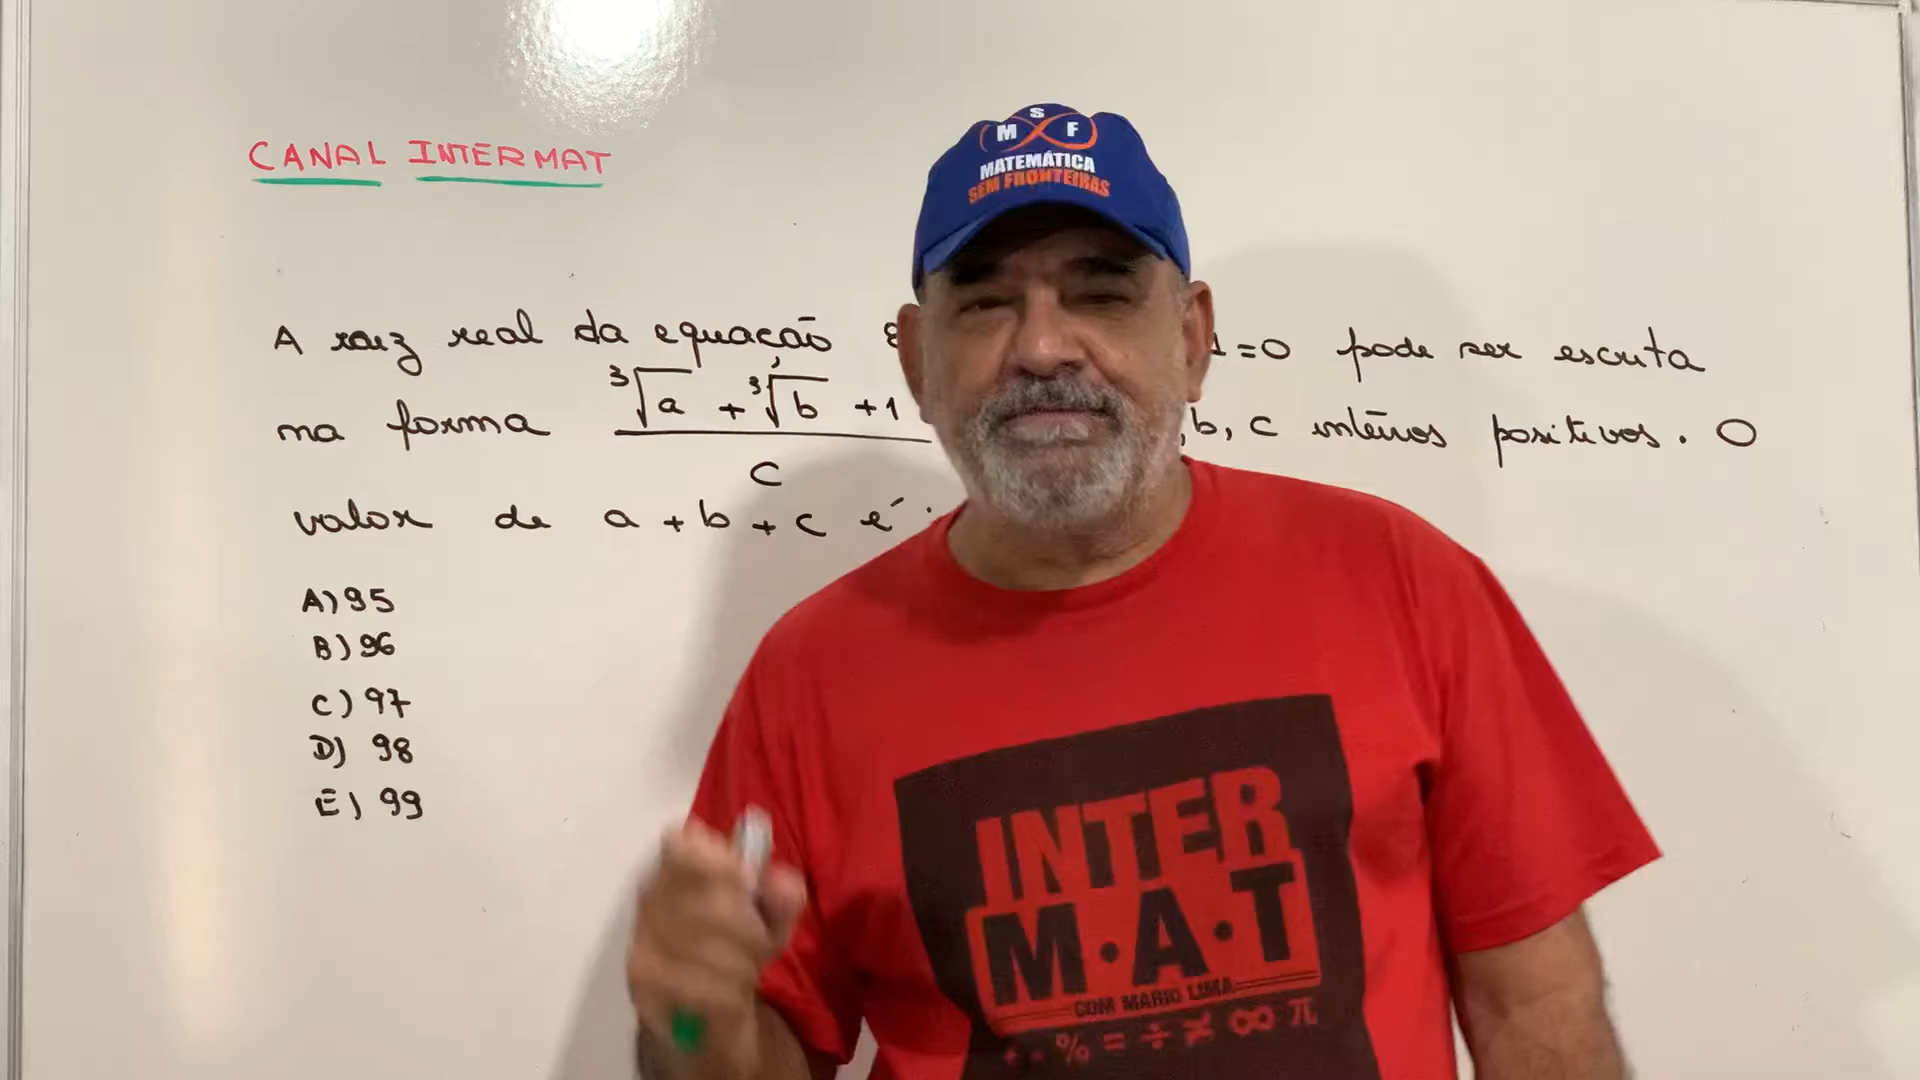 CANAL INTERMAT
A raiz real da equação 8 1=0 pode ser escrita
na forma ∛a + ∛b + 1 / c ,b, c inteiros positivos. O
valor de a + b + c é:
A) 95
B) 96
C) 97
D) 98
E) 99
M S F
MATEMÁTICA
SEM FRONTEIRAS
INTER
M·A·T
COM MARIO LIMA
+ - % = ÷ ≠ ∞ π